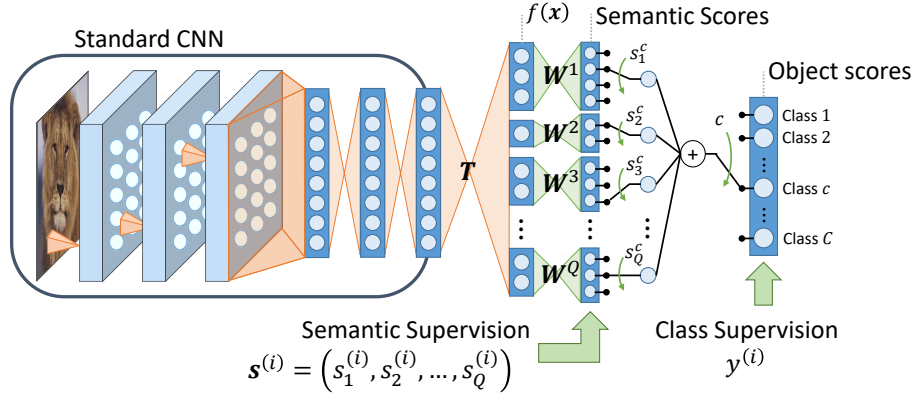 f(x)
Semantic Scores
Standard CNN
Object scores
W¹
s₁ᶜ
W²
s₂ᶜ
W³
s₃ᶜ
T
c
+
Class 1
Class 2
Class c
Class C
W^Q
s_Q^c
Semantic Supervision
s⁽ⁱ⁾ = (s₁⁽ⁱ⁾, s₂⁽ⁱ⁾, …, s_Q⁽ⁱ⁾)
Class Supervision
y⁽ⁱ⁾